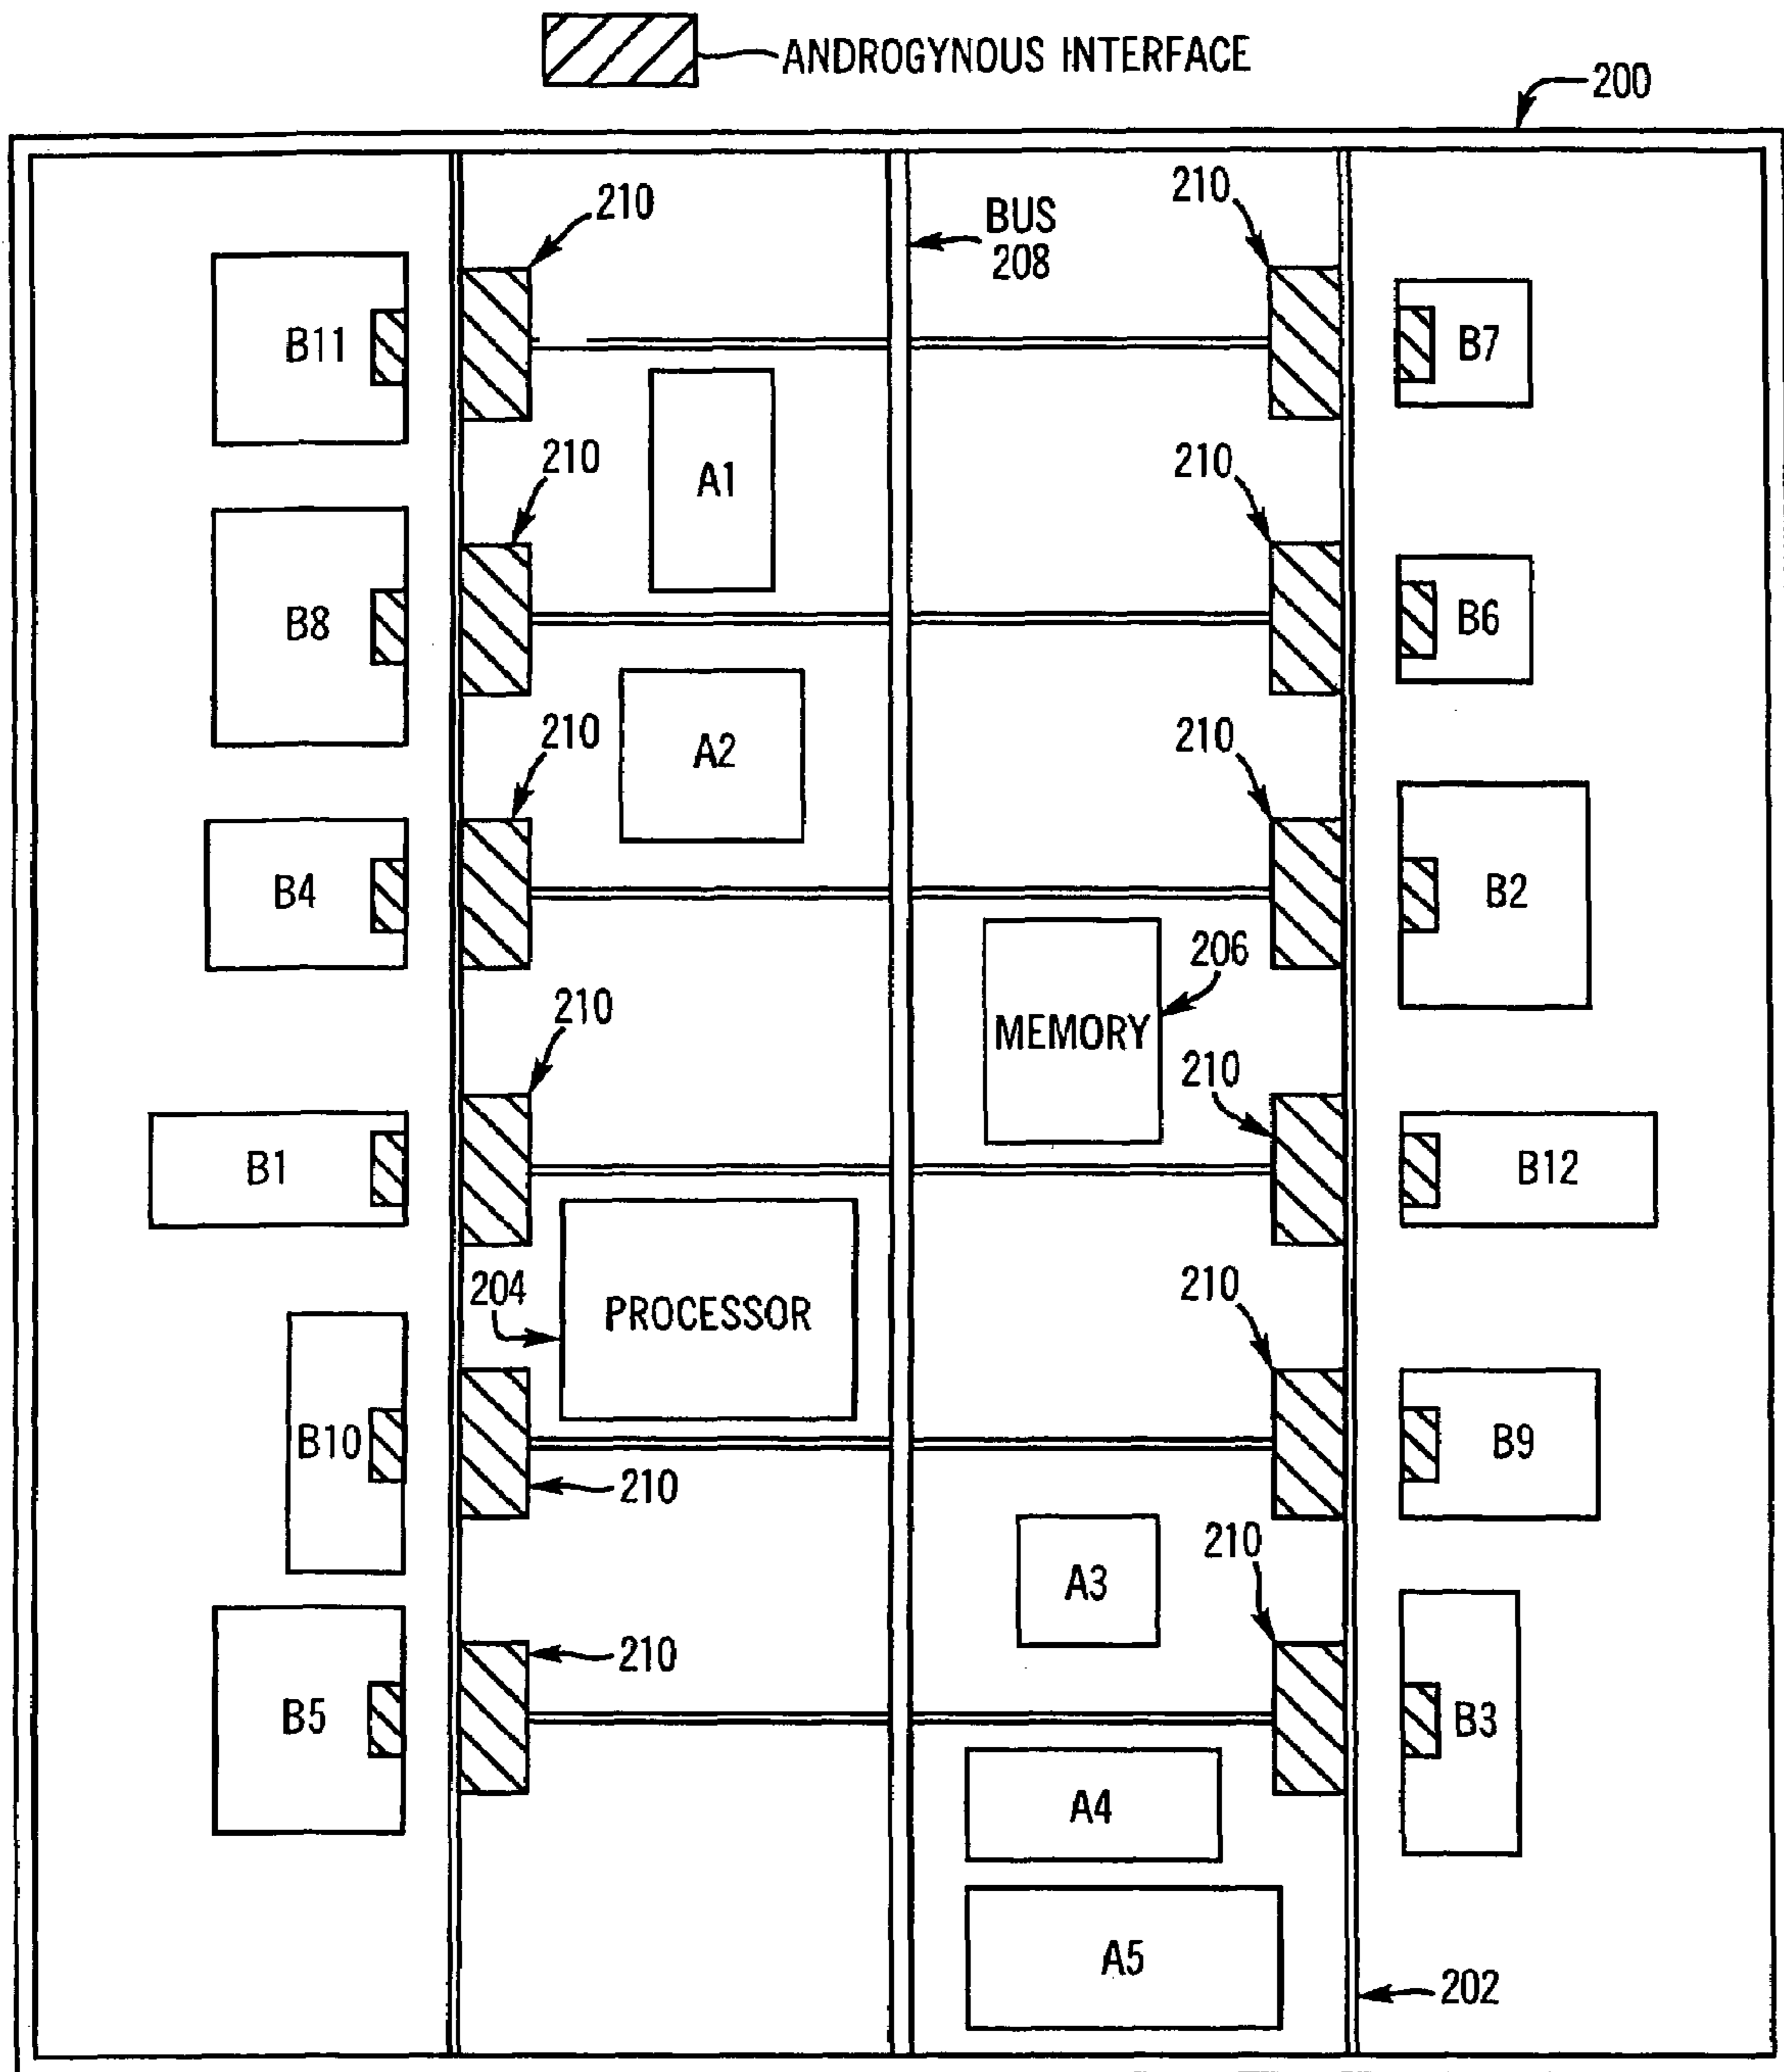 ANDROGYNOUS INTERFACE
200
210
BUS
208
210
B11
B7
210
A1
210
B8
B6
210
A2
210
B4
B2
206
210
MEMORY
210
B1
B12
204
PROCESSOR
210
B10
B9
210
210
A3
210
B5
B3
A4
A5
202